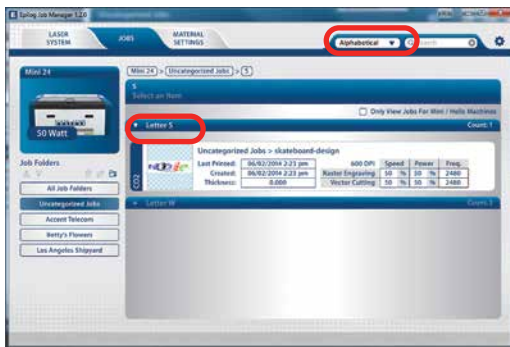 Epilog Job Manager 1.2.0
LASER SYSTEM
JOBS
MATERIAL SETTINGS
Alphabetical
Search
Mini 24
50 Watt
Job Folders
All Job Folders
Uncategorized Jobs
Accent Telecom
Betty's Flowers
Los Angeles Shipyard
Mini 24 > Uncategorized Jobs > S
S
Select an Item
Only View Jobs For Mini / Helix Machines
Letter S Count: 1
CO2
Uncategorized Jobs > skateboard-design
Last Printed: 06/02/2014 2:23 pm 600 DPI Speed Power Freq.
Created: 06/02/2014 2:23 pm Raster Engraving 50 % 50 % 2400
Thickness: 0.000 Vector Cutting 50 % 50 % 2400
Letter W